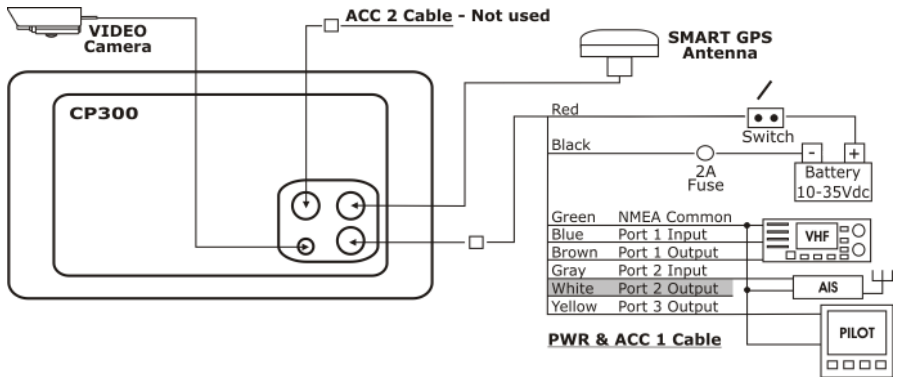 ACC 2 Cable - Not used
VIDEO
Camera
SMART GPS
Antenna
CP300
Red
Switch
Black
2A
Fuse
- +
Battery
10-35Vdc
Green NMEA Common
Blue Port 1 Input
Brown Port 1 Output
Gray Port 2 Input
White Port 2 Output
Yellow Port 3 Output
VHF
AIS
PILOT
PWR & ACC 1 Cable